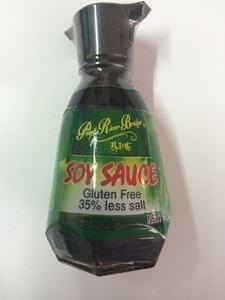 Pearl River Bridge
SOY SAUCE
Gluten Free
35% less salt